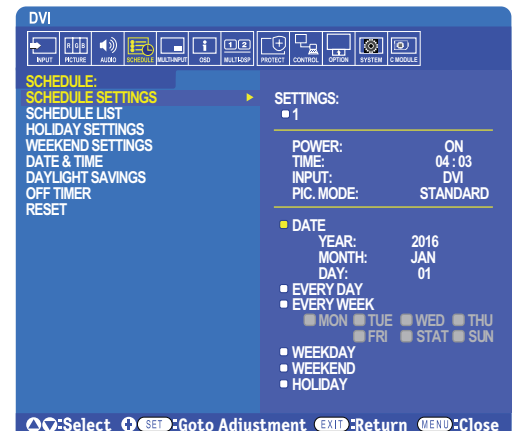 DVI
INPUT PICTURE AUDIO SCHEDULE MULTI-INPUT OSD MULTI-DSP PROTECT CONTROL OPTION SYSTEM C MODULE
R G B
i
1 2
SCHEDULE:
SCHEDULE SETTINGS
SCHEDULE LIST
HOLIDAY SETTINGS
WEEKEND SETTINGS
DATE & TIME
DAYLIGHT SAVINGS
OFF TIMER
RESET
SETTINGS:
1
POWER: ON
TIME: 04 : 03
INPUT: DVI
PIC. MODE: STANDARD
DATE
YEAR: 2016
MONTH: JAN
DAY: 01
EVERY DAY
EVERY WEEK
MON TUE WED THU
FRI STAT SUN
WEEKDAY
WEEKEND
HOLIDAY
:Select SET:Goto Adjustment EXIT:Return MENU:Close